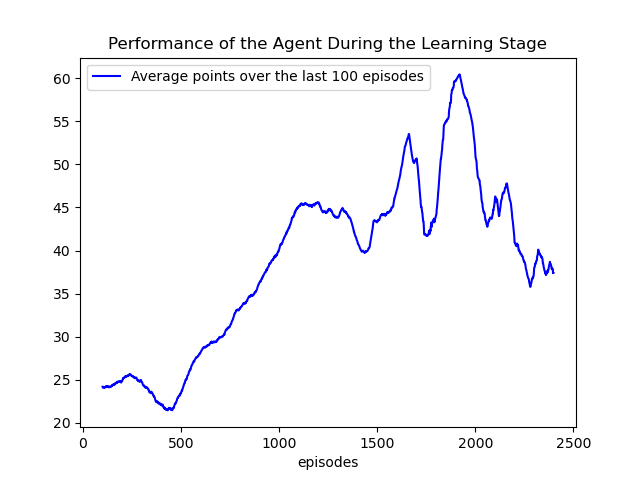 Performance of the Agent During the Learning Stage
Average points over the last 100 episodes
60
55
50
45
40
35
30
25
20
0 500 1000 1500 2000 2500
episodes